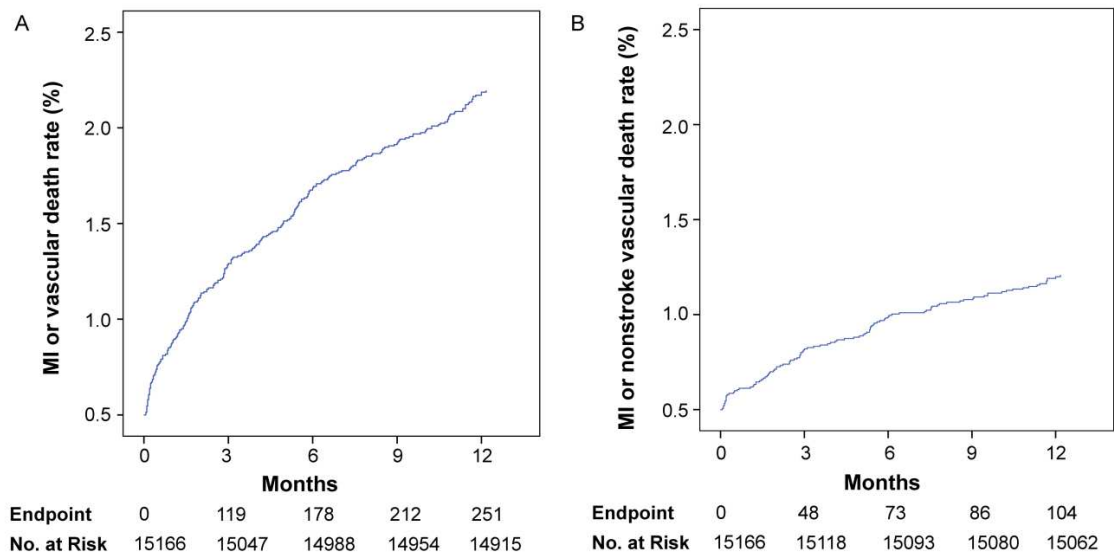 A
MI or vascular death rate (%)
2.5
2.0
1.5
1.0
0.5
0 3 6 9 12
Months
Endpoint 0 119 178 212 251
No. at Risk 15166 15047 14988 14954 14915
B
MI or nonstroke vascular death rate (%)
2.5
2.0
1.5
1.0
0.5
0 3 6 9 12
Months
Endpoint 0 48 73 86 104
No. at Risk 15166 15118 15093 15080 15062